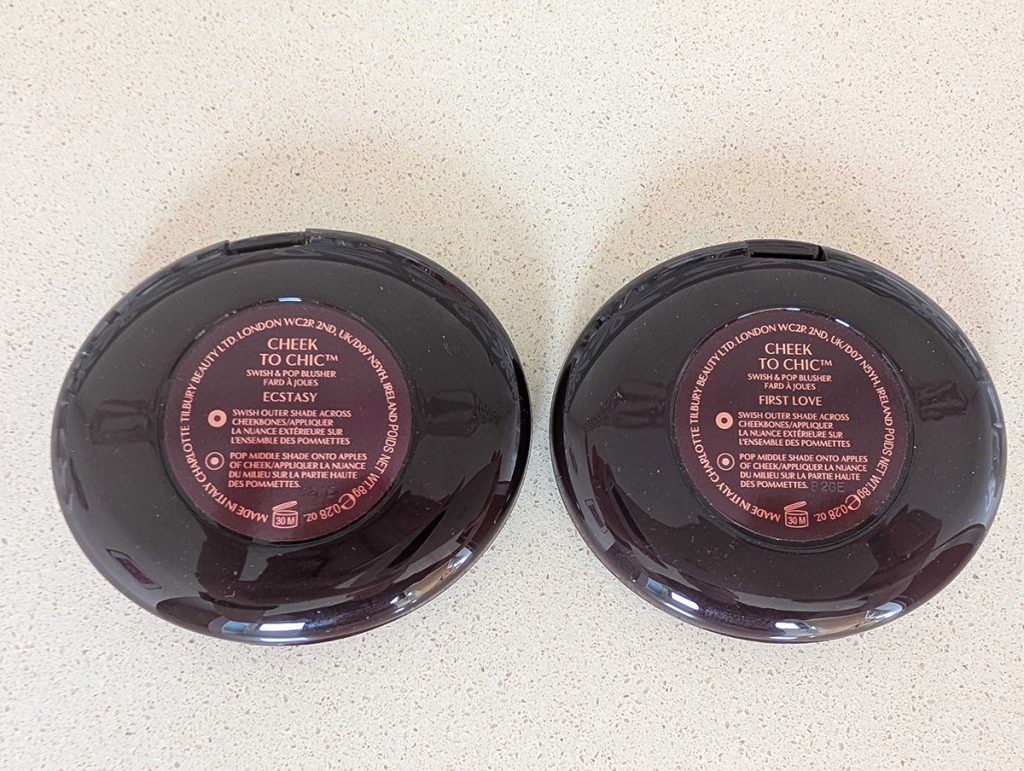 CHARLOTTE TILBURY BEAUTY LTD. LONDON WC2R 2ND, UK/D07 N5YH, IRELAND POIDS NET WT. 8g e 0.28 OZ.
MADE IN ITALY
CHEEK
TO CHIC™
SWISH & POP BLUSHER
FARD À JOUES
ECSTASY
SWISH OUTER SHADE ACROSS
CHEEKBONES/APPLIQUER
LA NUANCE EXTÉRIEURE SUR
L'ENSEMBLE DES POMMETTES
POP MIDDLE SHADE ONTO APPLES
OF CHEEK/APPLIQUER LA NUANCE
DU MILIEU SUR LA PARTIE HAUTE
DES POMMETTES.
30 M
CHARLOTTE TILBURY BEAUTY LTD. LONDON WC2R 2ND, UK/D07 N5YH, IRELAND POIDS NET WT. 8g e 0.28 OZ.
MADE IN ITALY
CHEEK
TO CHIC™
SWISH & POP BLUSHER
FARD À JOUES
FIRST LOVE
SWISH OUTER SHADE ACROSS
CHEEKBONES/APPLIQUER
LA NUANCE EXTÉRIEURE SUR
L'ENSEMBLE DES POMMETTES
POP MIDDLE SHADE ONTO APPLES
OF CHEEK/APPLIQUER LA NUANCE
DU MILIEU SUR LA PARTIE HAUTE
DES POMMETTES.
30 M